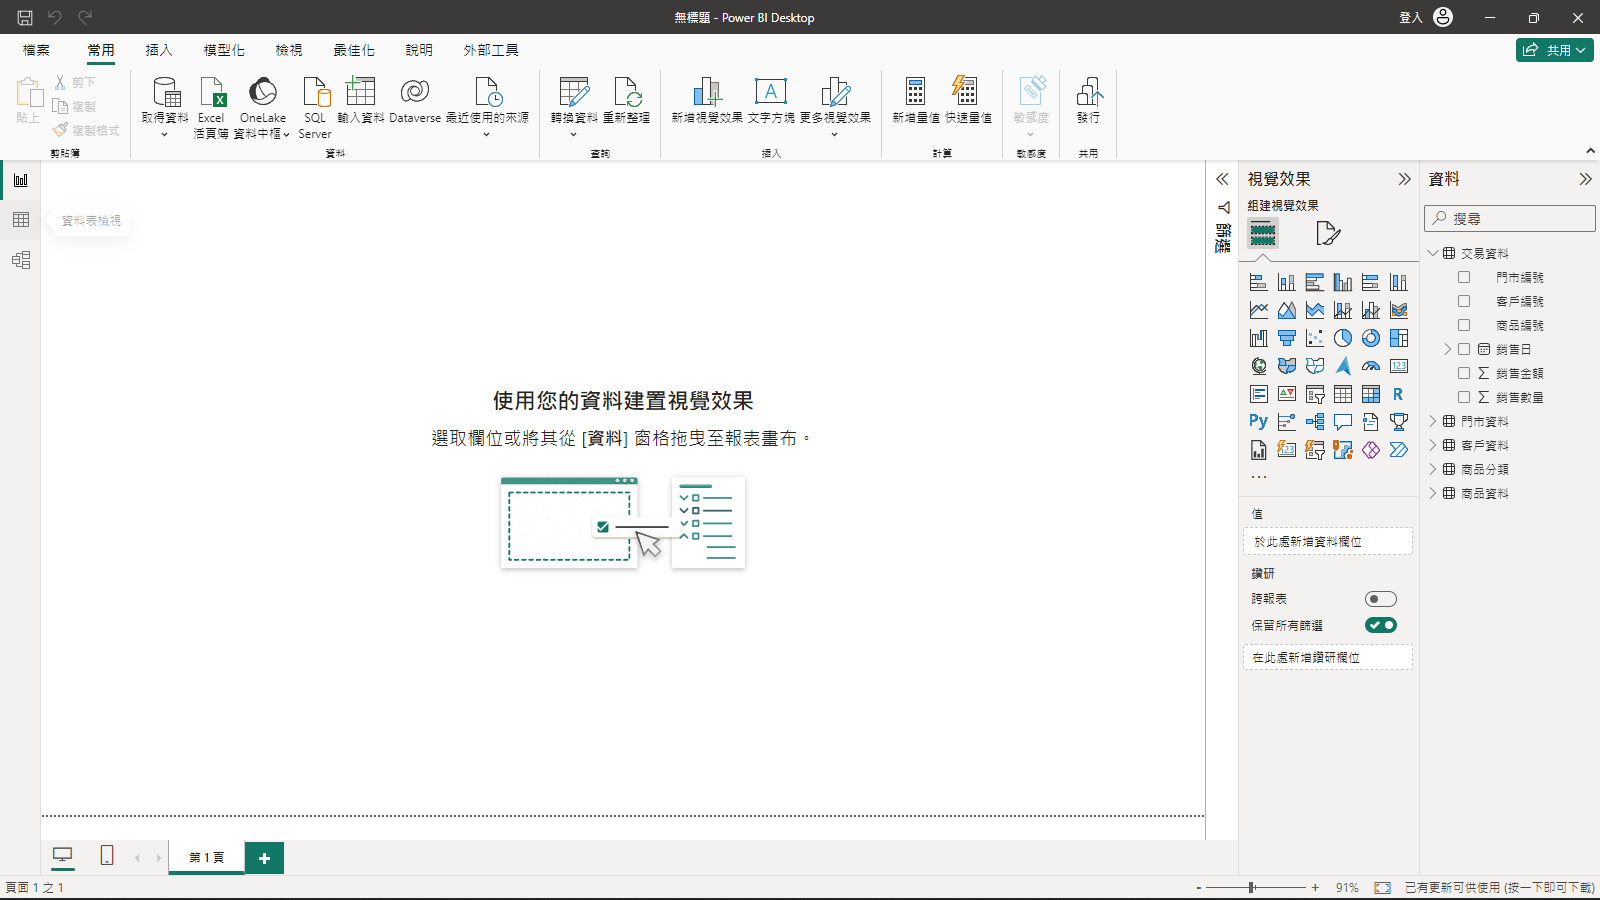 無標題 - Power BI Desktop
登入
檔案 常用 插入 模型化 檢視 最佳化 說明 外部工具
共用
貼上
剪下
複製
複製格式
剪貼簿
取得資料
Excel
活頁簿
OneLake
資料中樞
SQL
Server
輸入資料
Dataverse
最近使用的來源
資料
轉換資料
重新整理
查詢
新增視覺效果
文字方塊
更多視覺效果
插入
新增量值
快速量值
計算
敏感度
敏感度
發行
共用
資料表檢視
使用您的資料建置視覺效果
選取欄位或將其從 [資料] 窗格拖曳至報表畫布。
篩選
視覺效果
組建視覺效果
123
R
Py
123
值
於此處新增資料欄位
鑽研
跨報表
保留所有篩選
在此處新增鑽研欄位
資料
搜尋
交易資料
門市編號
客戶編號
商品編號
銷售日
銷售金額
銷售數量
門市資料
客戶資料
商品分類
商品資料
第 1 頁
頁面 1 之 1
- + 91%
已有更新可供使用 (按一下即可下載)